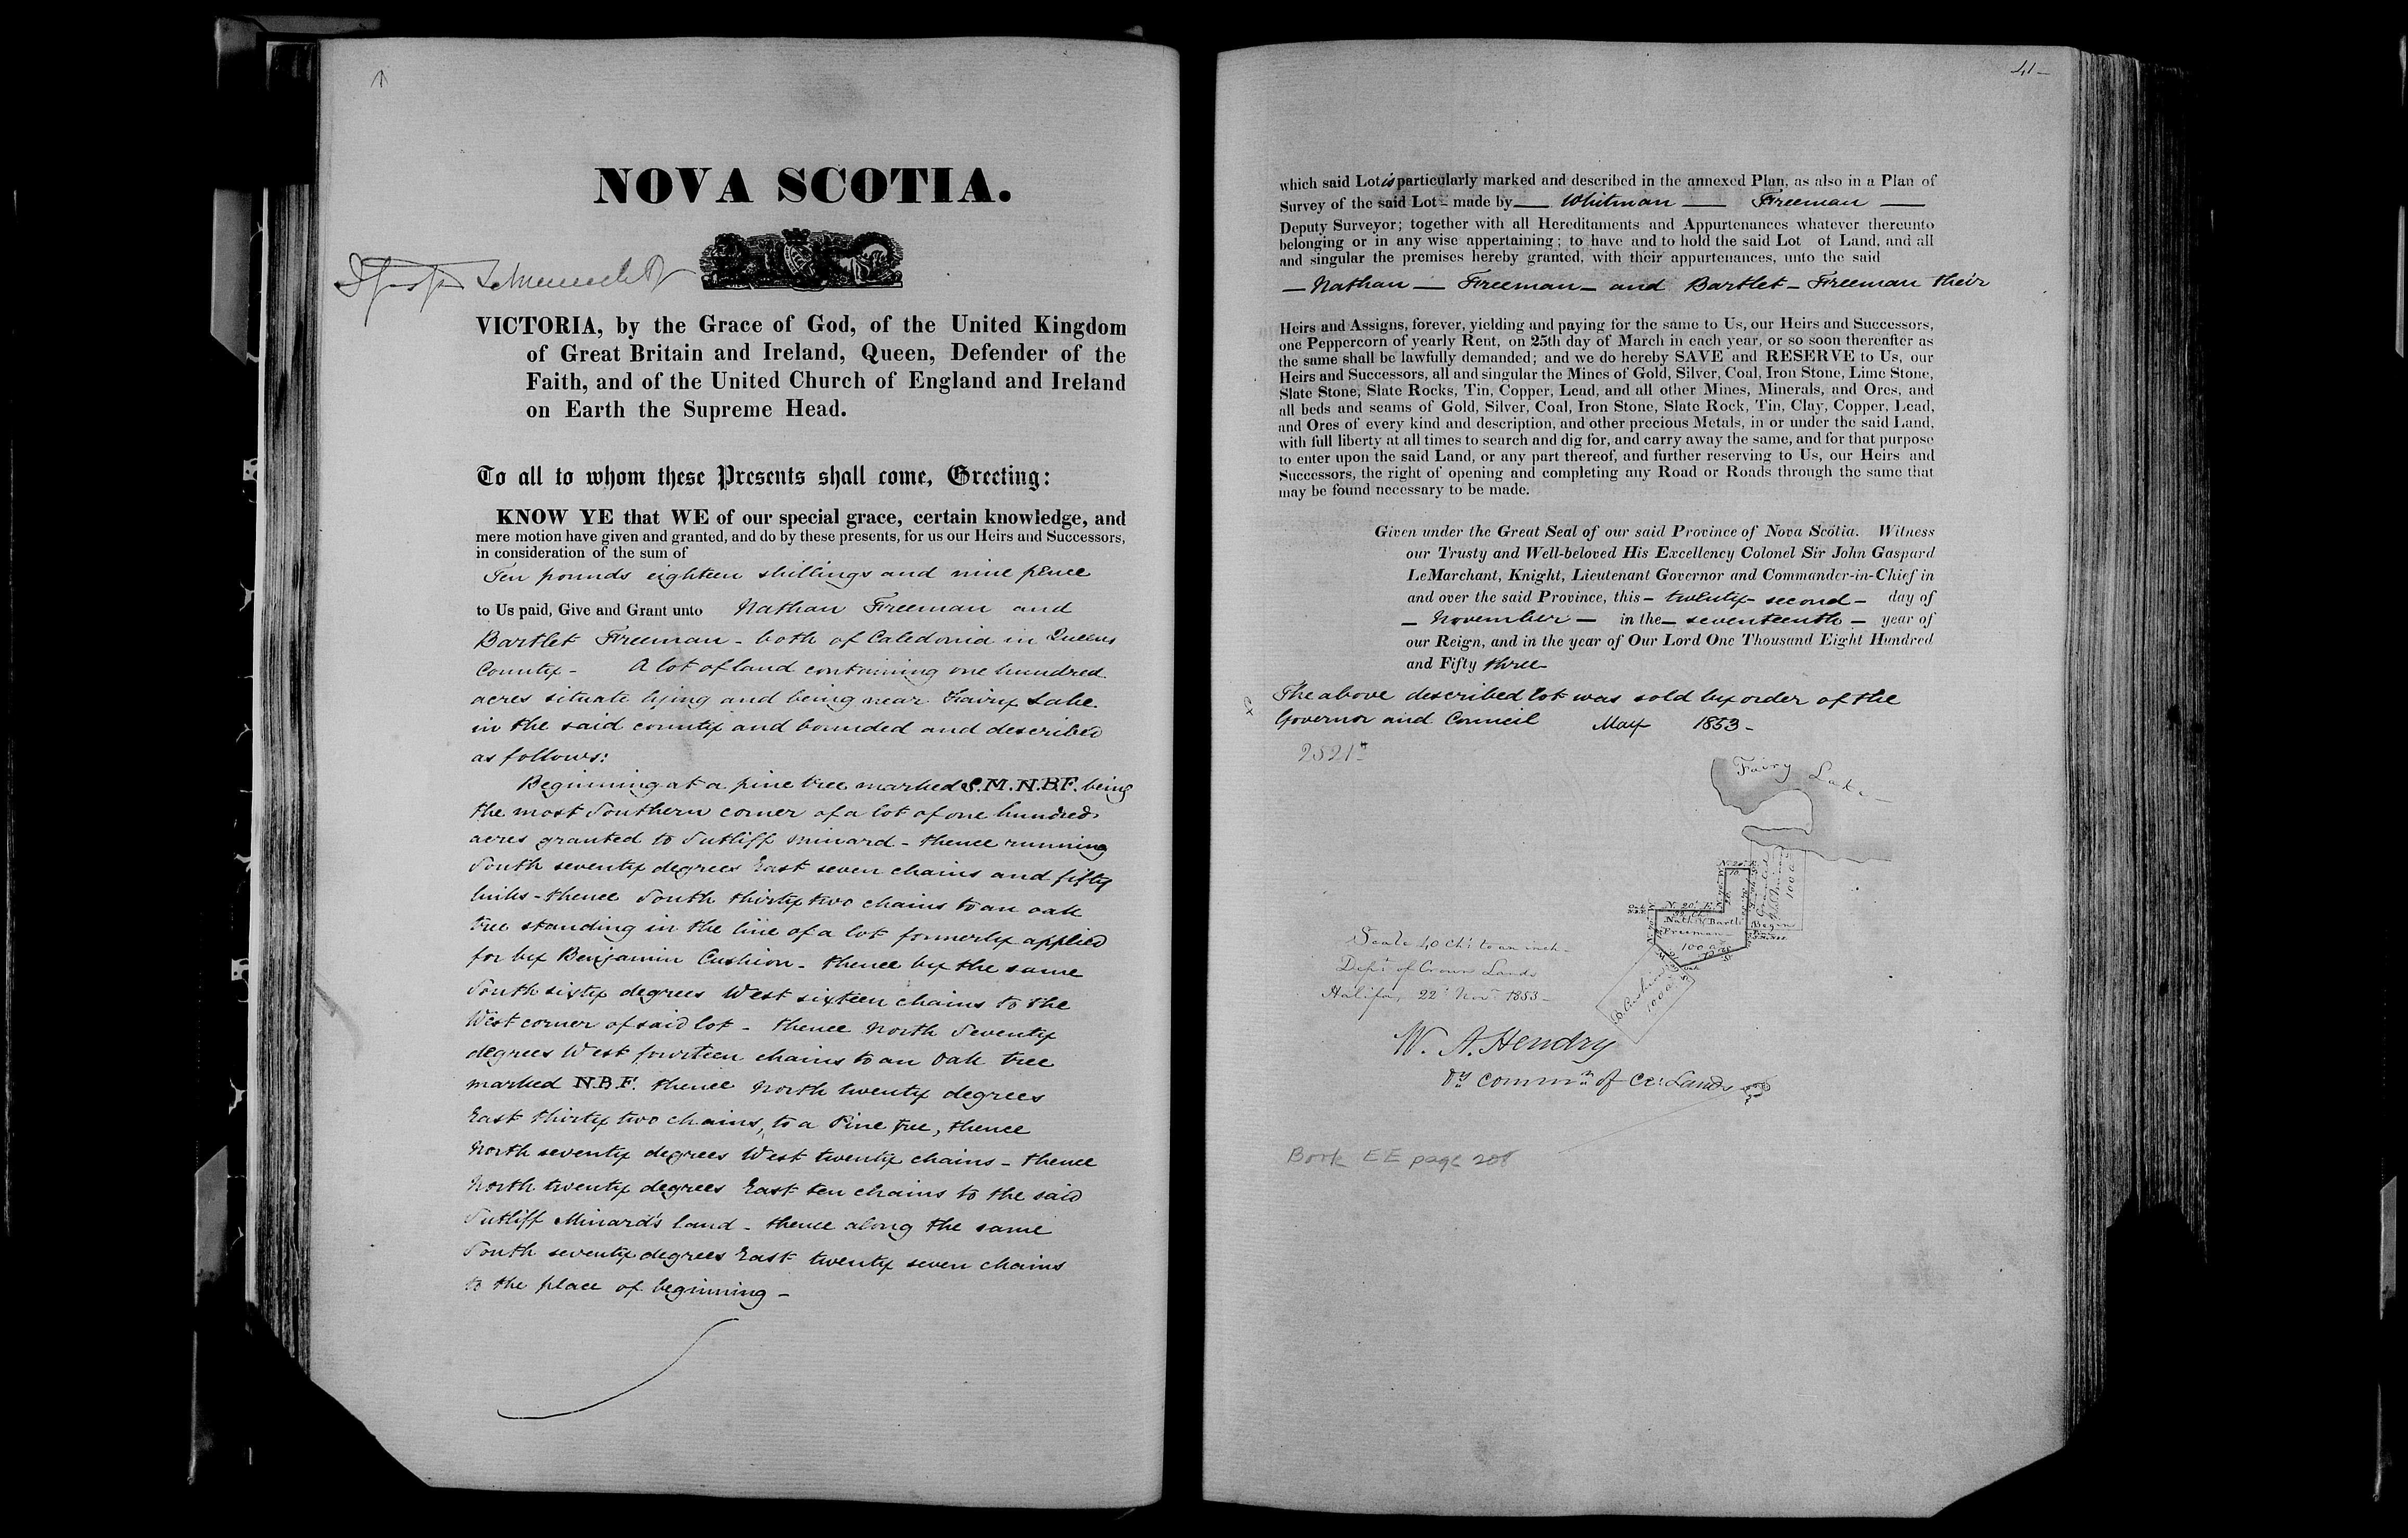 NOVA SCOTIA.
VICTORIA, by the Grace of God, of the United Kingdom
of Great Britain and Ireland, Queen, Defender of the
Faith, and of the United Church of England and Ireland
on Earth the Supreme Head.
To all to whom these Presents shall come, Greeting:
KNOW YE that WE of our special grace, certain knowledge, and
mere motion have given and granted, and do by these presents, for us our Heirs and Successors,
in consideration of the sum of
Ten pounds eighteen shillings and nine pence
to Us paid, Give and Grant unto Nathan Freeman and
Bartlet Freeman - both of Caledonia in Queens
County - A lot of land containing one hundred
acres situate lying and being near Fairy Lake
in the said county and bounded and described
as follows:
Beginning at a pine tree marked S.M.N.B.F. being
the most Southern corner of a lot of one hundred
acres granted to Sutliff Minard - thence running
South seventy degrees East seven chains and fifty
links - thence South thirty two chains to an oak
tree standing in the line of a lot formerly applied
for by Benjamin Cushion - thence by the same
South sixty degrees West sixteen chains to the
West corner of said lot - thence North Seventy
degrees West fourteen chains to an Oak tree
marked N.B.F. thence North twenty degrees
East thirty two chains, to a Pine tree, thence
North seventy degrees West twenty chains - thence
North twenty degrees East ten chains to the said
Sutliff Minard's land - thence along the same
South seventy degrees East twenty seven chains
to the place of beginning -
41-
which said Lot is particularly marked and described in the annexed Plan, as also in a Plan of
Survey of the said Lot - made by — Whitman — Freeman —
Deputy Surveyor; together with all Hereditaments and Appurtenances whatever thereunto
belonging or in any wise appertaining; to have and to hold the said Lot of Land, and all
and singular the premises hereby granted, with their appurtenances, unto the said
— Nathan — Freeman - and Bartlet - Freeman their
Heirs and Assigns, forever, yielding and paying for the same to Us, our Heirs and Successors,
one Peppercorn of yearly Rent, on 25th day of March in each year, or so soon thereafter as
the same shall be lawfully demanded; and we do hereby SAVE and RESERVE to Us, our
Heirs and Successors, all and singular the Mines of Gold, Silver, Coal, Iron Stone, Lime Stone,
Slate Stone, Slate Rocks, Tin, Copper, Lead, and all other Mines, Minerals, and Ores, and
all beds and seams of Gold, Silver, Coal, Iron Stone, Slate Rock, Tin, Clay, Copper, Lead,
and Ores of every kind and description, and other precious Metals, in or under the said Land,
with full liberty at all times to search and dig for, and carry away the same, and for that purpose
to enter upon the said Land, or any part thereof, and further reserving to Us, our Heirs and
Successors, the right of opening and completing any Road or Roads through the same that
may be found necessary to be made.
Given under the Great Seal of our said Province of Nova Scotia. Witness
our Trusty and Well-beloved His Excellency Colonel Sir John Gaspard
LeMarchant, Knight, Lieutenant Governor and Commander-in-Chief in
and over the said Province, this - twenty - second - day of
- November - in the - seventeenth - year of
our Reign, and in the year of Our Lord One Thousand Eight Hundred
and Fifty three
The above described lot was sold by order of the
Governor and Council May 1853 -
2521
Fairy Lake
N. 20° E.
Nath. & Bartt.
Freeman
100 a
Begins
B. Cushion
100 a
Scale 40 chs to an inch -
Dept of Crown Lands
Halifax 22d Nov. 1853 -
W. A. Hendry
Dy Commr of Cr: Lands
Book EE page 208